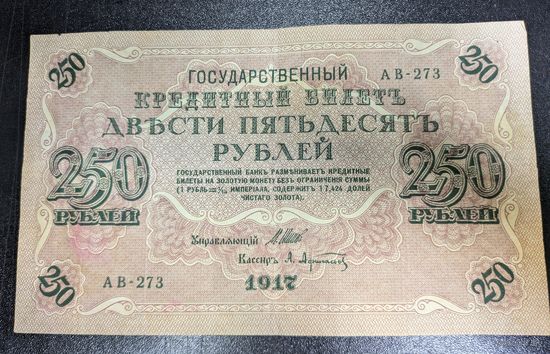 250
ГОСУДАРСТВЕННЫЙ
АВ-273
250
КРЕДИТНЫЙ БИЛЕТЪ
ДВѢСТИ ПЯТЬДЕСЯТЪ
РУБЛЕЙ
250
РУБЛЕЙ
ГОСУДАРСТВЕННЫЙ БАНКЪ РАЗМѢНИВАЕТЪ КРЕДИТНЫЕ
БИЛЕТЫ НА ЗОЛОТУЮ МОНЕТУ БЕЗЪ ОГРАНИЧЕНІЯ СУММЫ
(1 РУБЛЬ = 1/15 ИМПЕРІАЛА, СОДЕРЖИТЪ 17,424 ДОЛЕЙ
ЧИСТАГО ЗОЛОТА).
250
РУБЛЕЙ
Управляющій
Кассиръ
АВ-273
1917
250
250